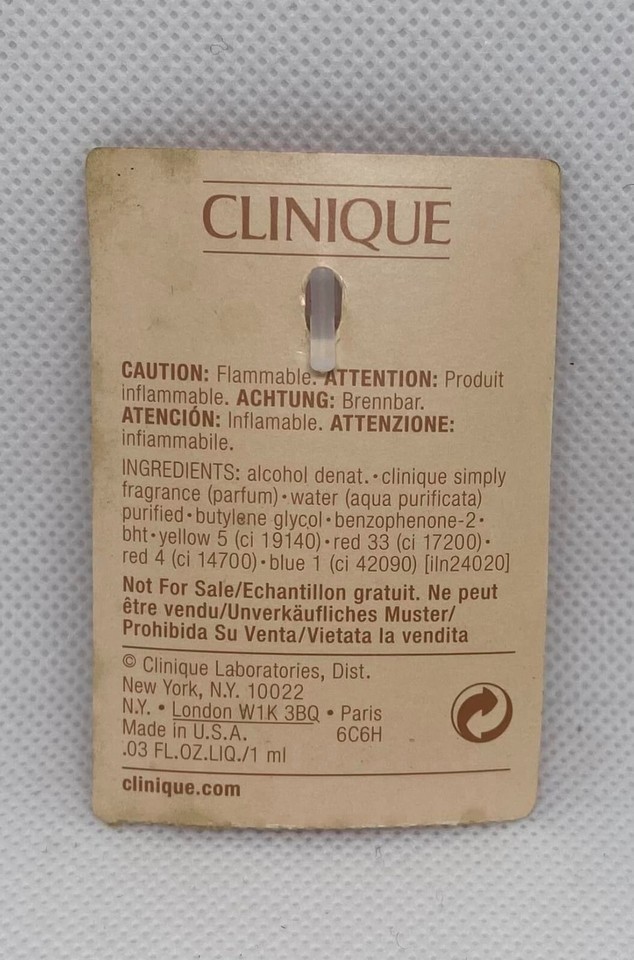 CLINIQUE
CAUTION: Flammable. ATTENTION: Produit
inflammable. ACHTUNG: Brennbar.
ATENCIÓN: Inflamable. ATTENZIONE:
infiammabile.
INGREDIENTS: alcohol denat.•clinique simply
fragrance (parfum)•water (aqua purificata)
purified•butylene glycol•benzophenone-2•
bht•yellow 5 (ci 19140)•red 33 (ci 17200)•
red 4 (ci 14700)•blue 1 (ci 42090) [iln24020]
Not For Sale/Echantillon gratuit. Ne peut
être vendu/Unverkäufliches Muster/
Prohibida Su Venta/Vietata la vendita
© Clinique Laboratories, Dist.
New York, N.Y. 10022
N.Y. • London W1K 3BQ • Paris
Made in U.S.A. 6C6H
.03 FL.OZ.LIQ./1 ml
clinique.com